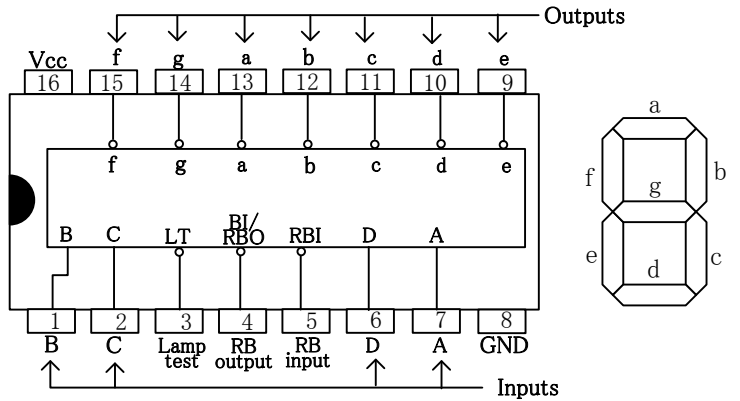 Outputs
Vcc f g a b c d e
16 15 14 13 12 11 10 9
f g a b c d e
B C LT BI/RBO RBI D A
1 2 3 4 5 6 7 8
B C Lamp test RB output RB input D A GND
Inputs
a
f b
g
e c
d